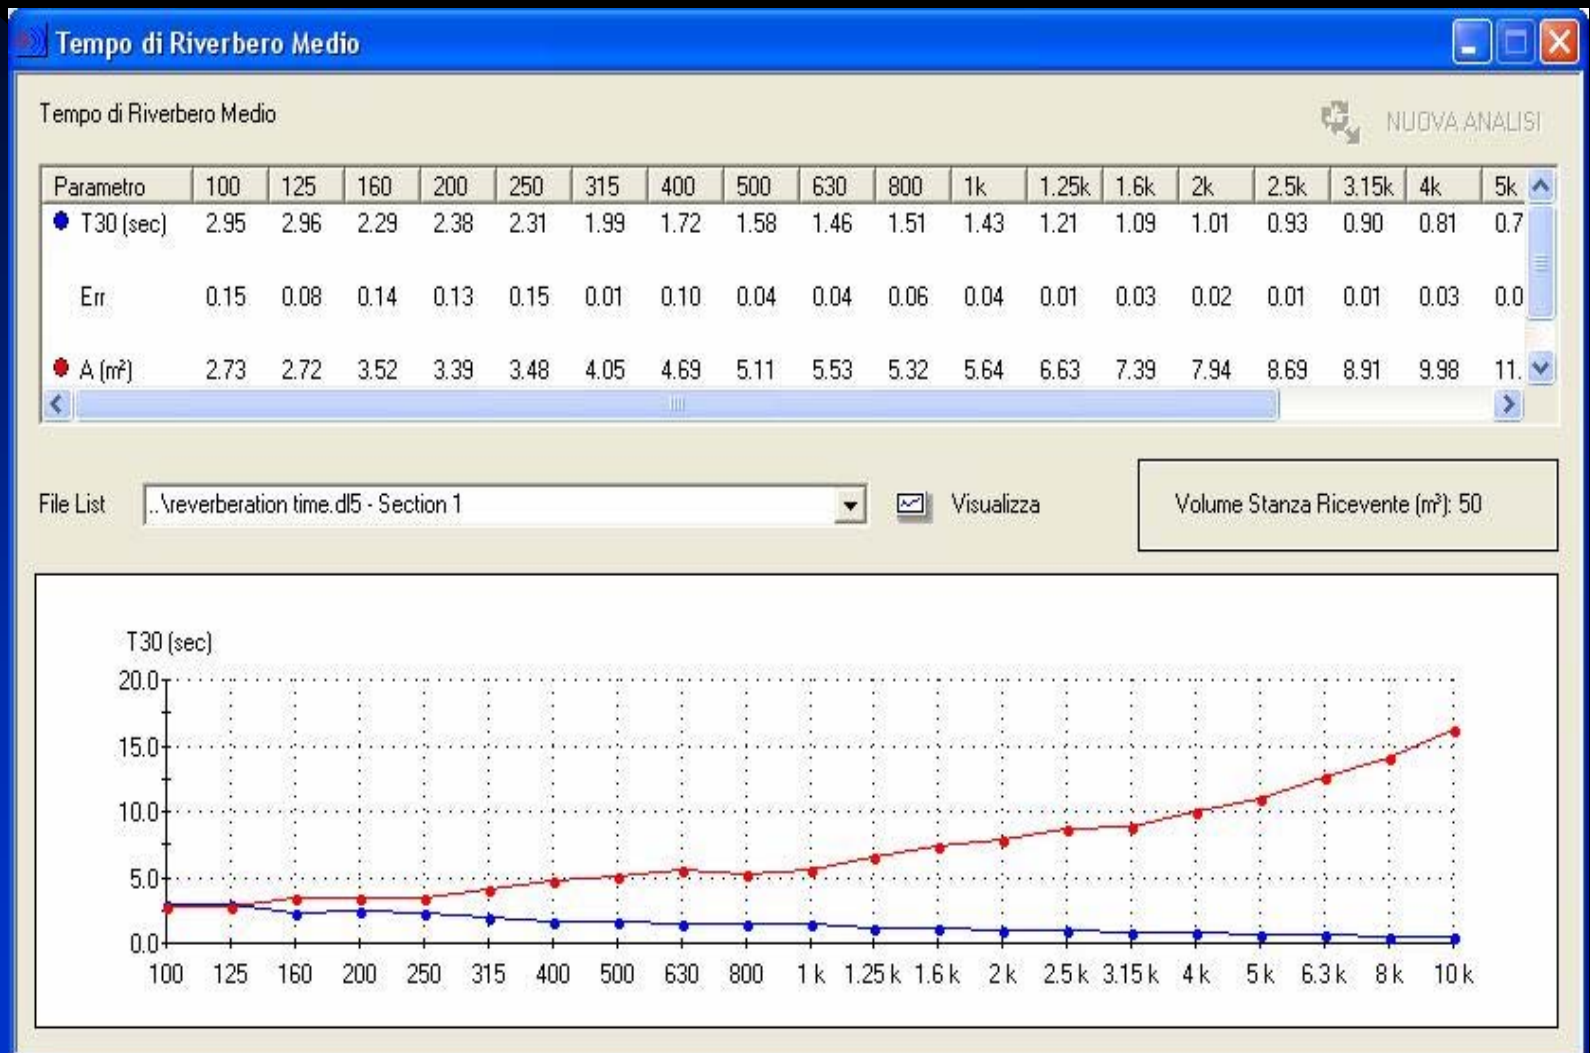 Tempo di Riverbero Medio
Tempo di Riverbero Medio
NUOVA ANALISI
Parametro 100 125 160 200 250 315 400 500 630 800 1k 1.25k 1.6k 2k 2.5k 3.15k 4k 5k
T30 (sec) 2.95 2.96 2.29 2.38 2.31 1.99 1.72 1.58 1.46 1.51 1.43 1.21 1.09 1.01 0.93 0.90 0.81 0.7
Err 0.15 0.08 0.14 0.13 0.15 0.01 0.10 0.04 0.04 0.06 0.04 0.01 0.03 0.02 0.01 0.01 0.03 0.0
A (m²) 2.73 2.72 3.52 3.39 3.48 4.05 4.69 5.11 5.53 5.32 5.64 6.63 7.39 7.94 8.69 8.91 9.98 11.
File List ..\reverberation time.dl5 - Section 1 Visualizza Volume Stanza Ricevente (m³): 50
T30 (sec)
20.0
15.0
10.0
5.0
0.0
100 125 160 200 250 315 400 500 630 800 1 k 1.25 k 1.6 k 2 k 2.5 k 3.15 k 4 k 5 k 6.3 k 8 k 10 k